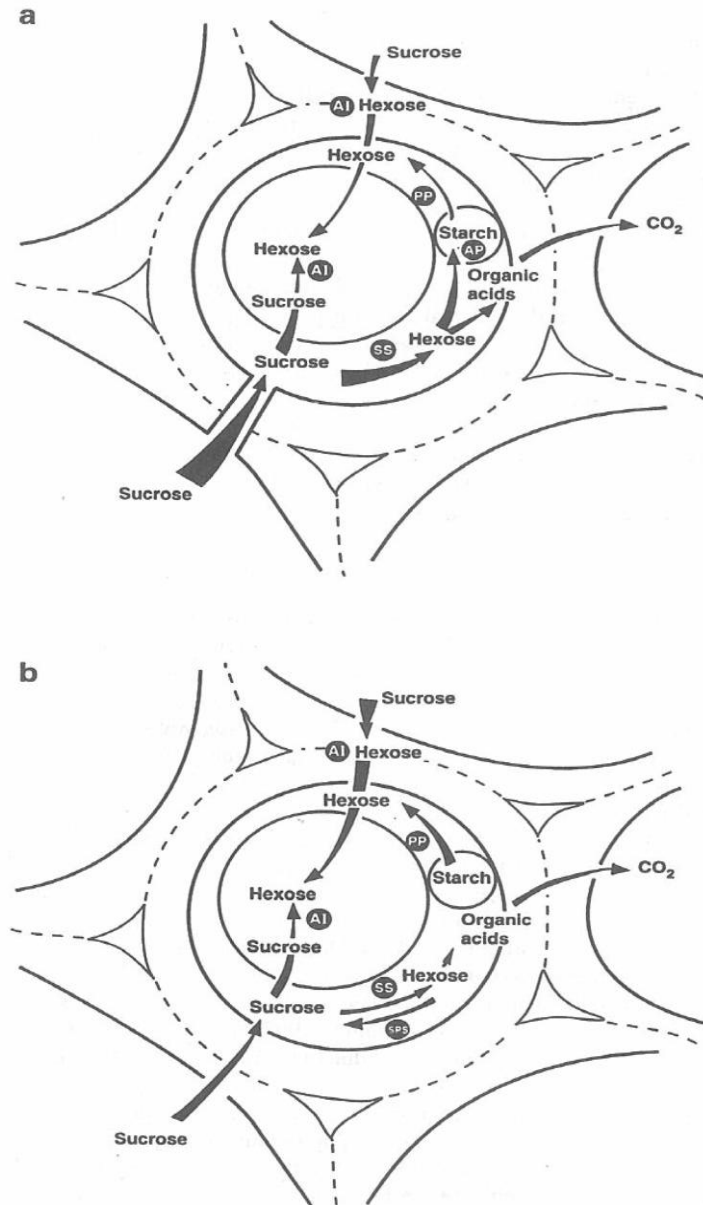 a
Sucrose
AI Hexose
Hexose
PP
Starch
AP
CO2
Hexose
AI
Organic
acids
Sucrose
Hexose
SS
Sucrose
Sucrose
b
Sucrose
AI Hexose
Hexose
PP
Starch
CO2
Hexose
AI
Organic
acids
Sucrose
Hexose
SS
Sucrose
SPS
Sucrose